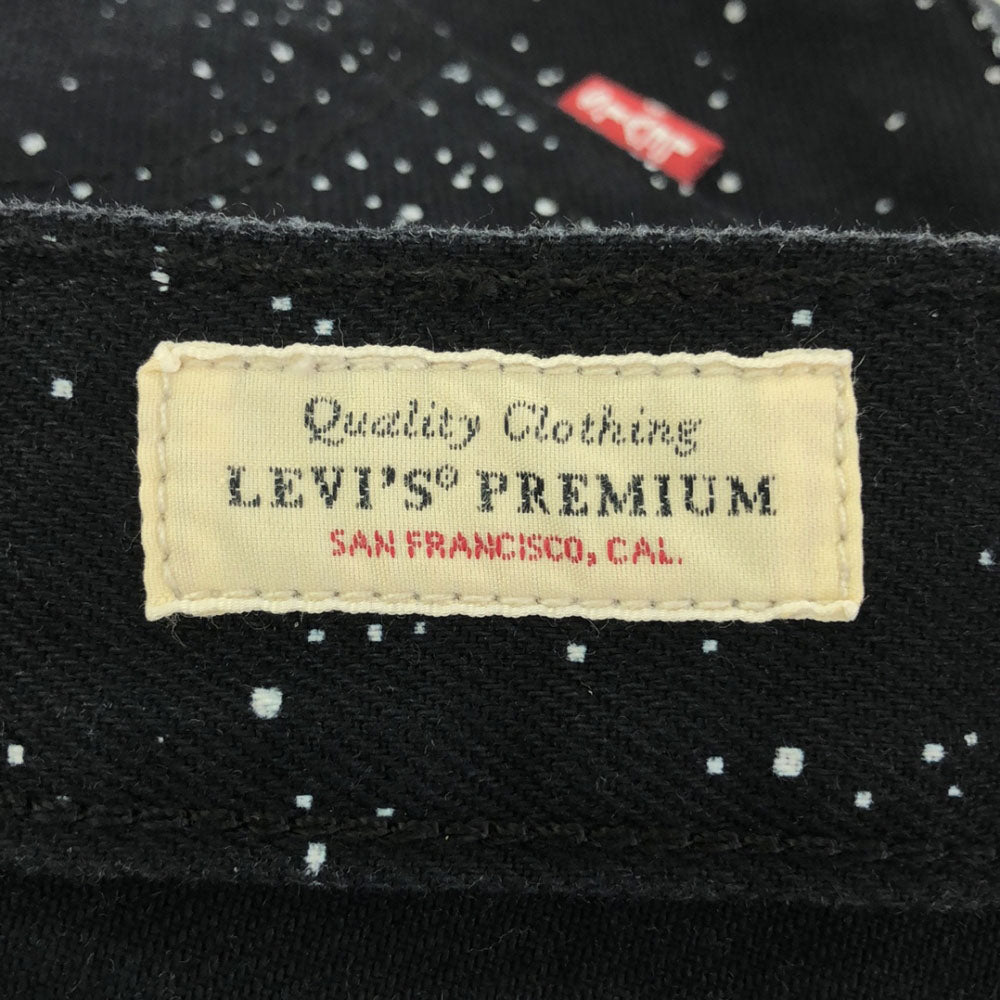 Quality Clothing
LEVI'S® PREMIUM
SAN FRANCISCO, CAL.